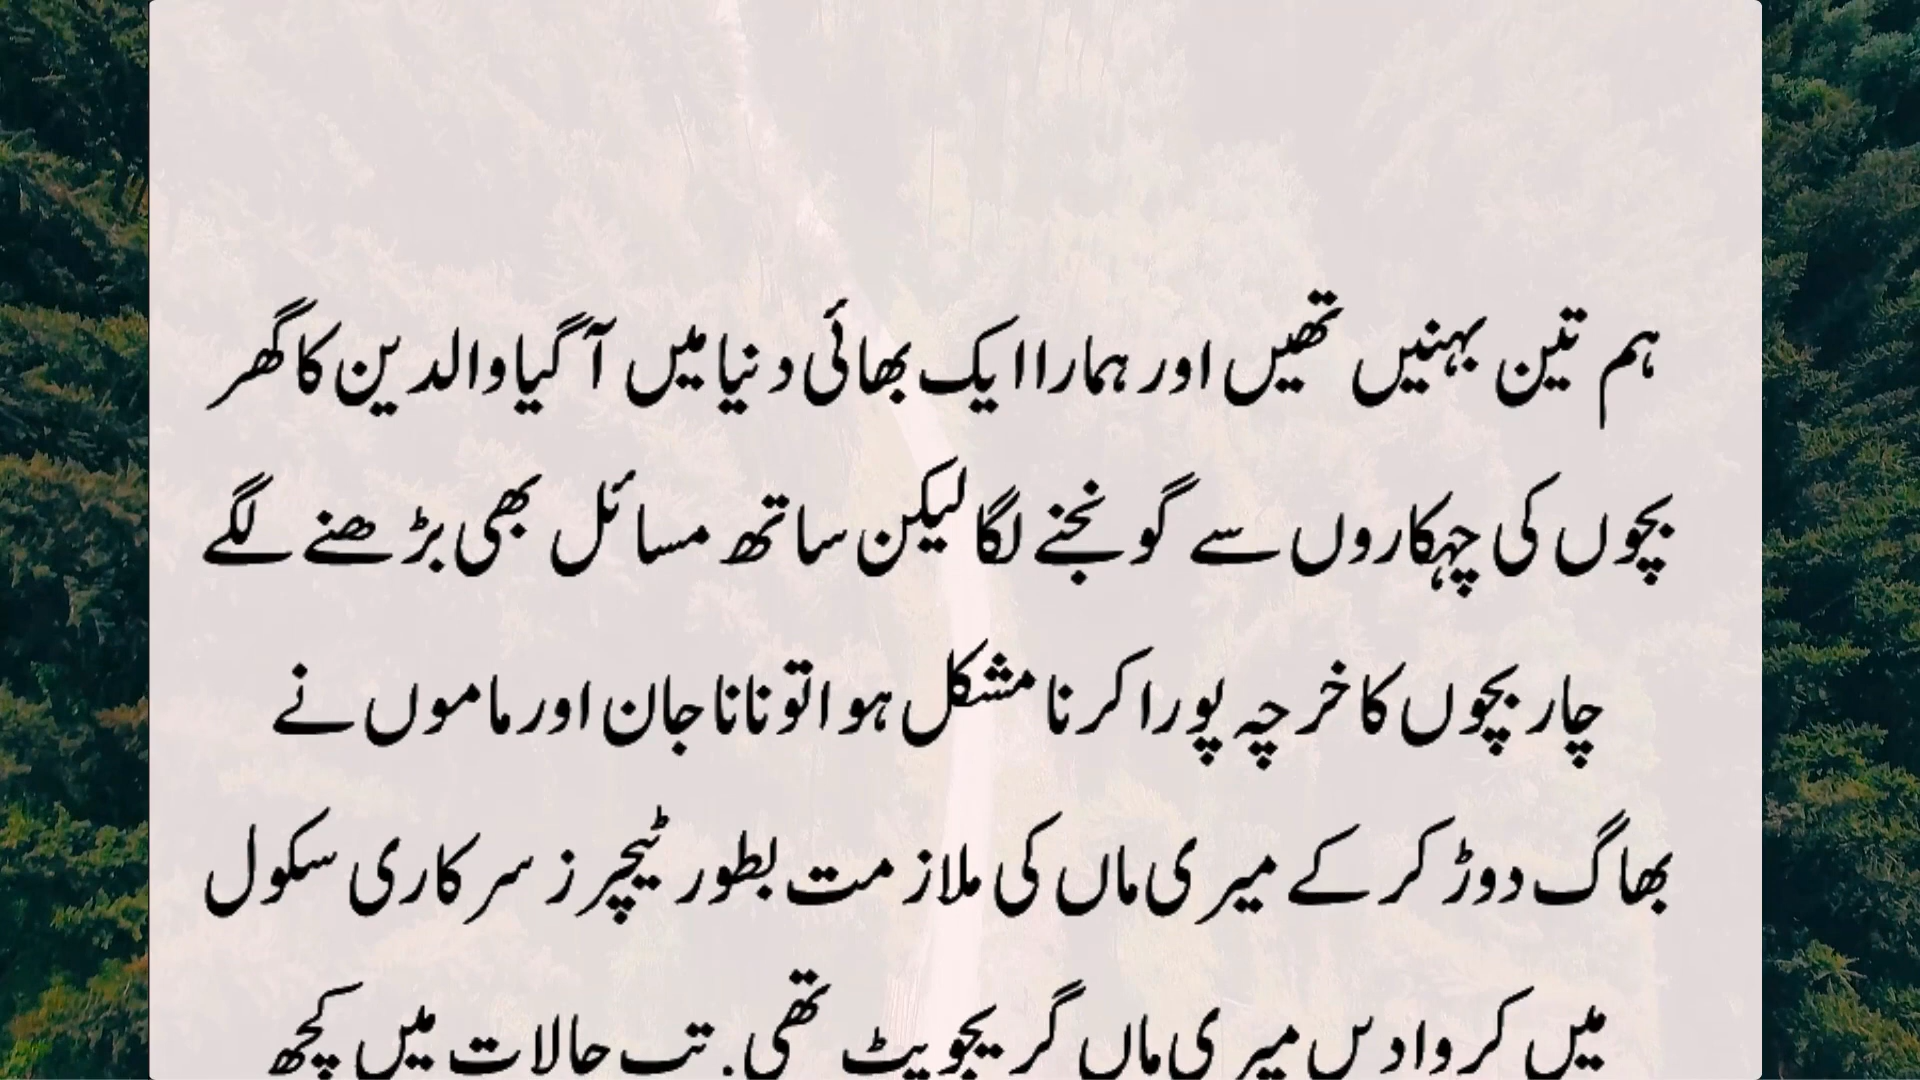 ہم تین بہنیں تھیں اور ہمارا ایک بھائی دنیا میں آگیا والدین کا گھر
بچوں کی چہکاروں سے گونجنے لگا لیکن ساتھ مسائل بھی بڑھنے لگے
چار بچوں کا خرچہ پورا کرنا مشکل ہوا تو نانا جان اور ماموں نے
بھاگ دوڑ کر کے میری ماں کی ملازمت بطور ٹیچرز سرکاری سکول
میں کروا دس میری ماں گریجویٹ تھی. تب حالات میں کچھ